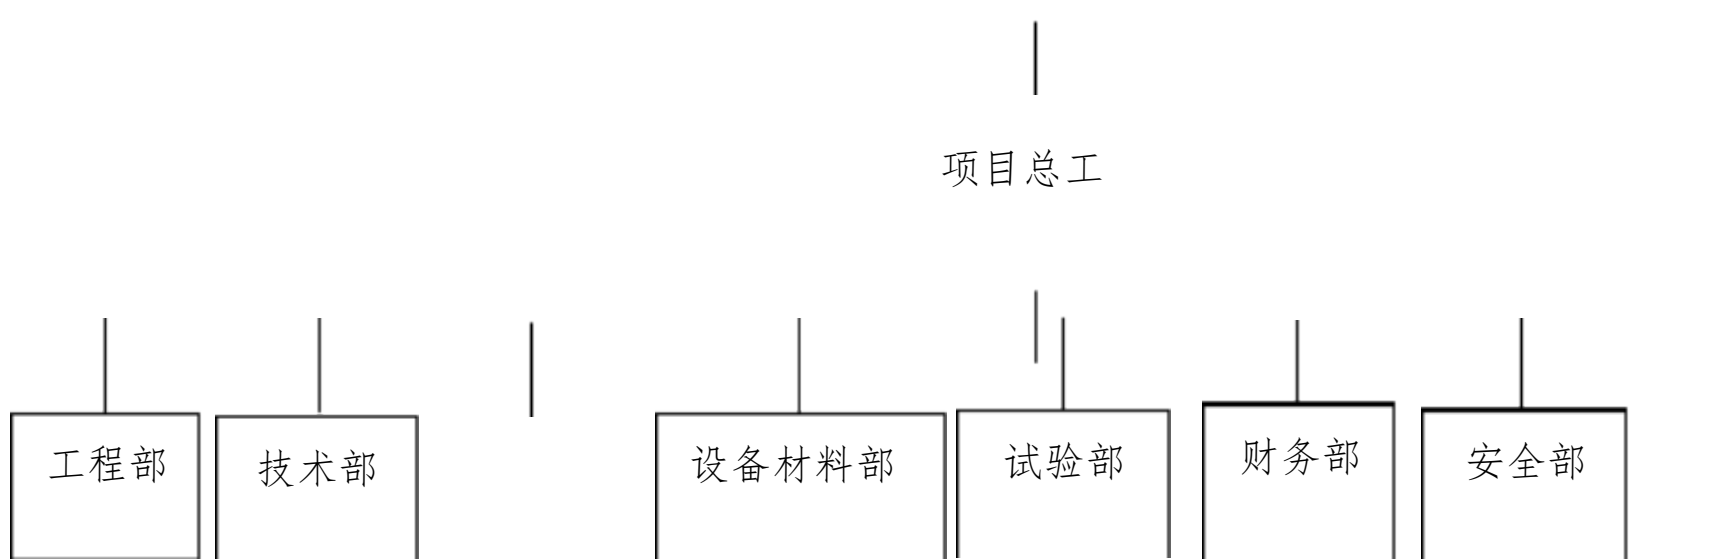 项目总工
工程部
技术部
设备材料部
试验部
财务部
安全部